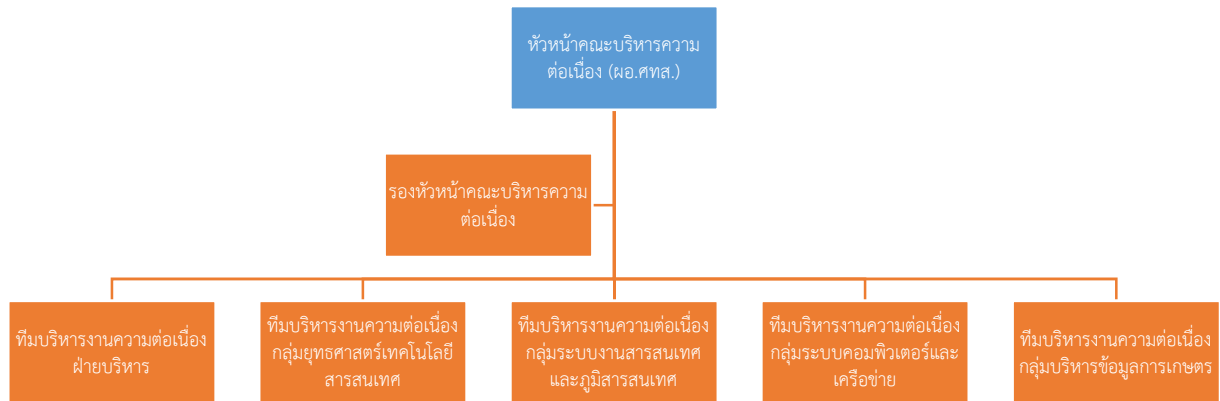 หัวหน้าคณะบริหารความ
ต่อเนื่อง (ผอ.ศทส.)
รองหัวหน้าคณะบริหารความ
ต่อเนื่อง
ทีมบริหารงานความต่อเนื่อง
ฝ่ายบริหาร
ทีมบริหารงานความต่อเนื่อง
กลุ่มยุทธศาสตร์เทคโนโลยี
สารสนเทศ
ทีมบริหารงานความต่อเนื่อง
กลุ่มระบบงานสารสนเทศ
และภูมิสารสนเทศ
ทีมบริหารงานความต่อเนื่อง
กลุ่มระบบคอมพิวเตอร์และ
เครือข่าย
ทีมบริหารงานความต่อเนื่อง
กลุ่มบริหารข้อมูลการเกษตร